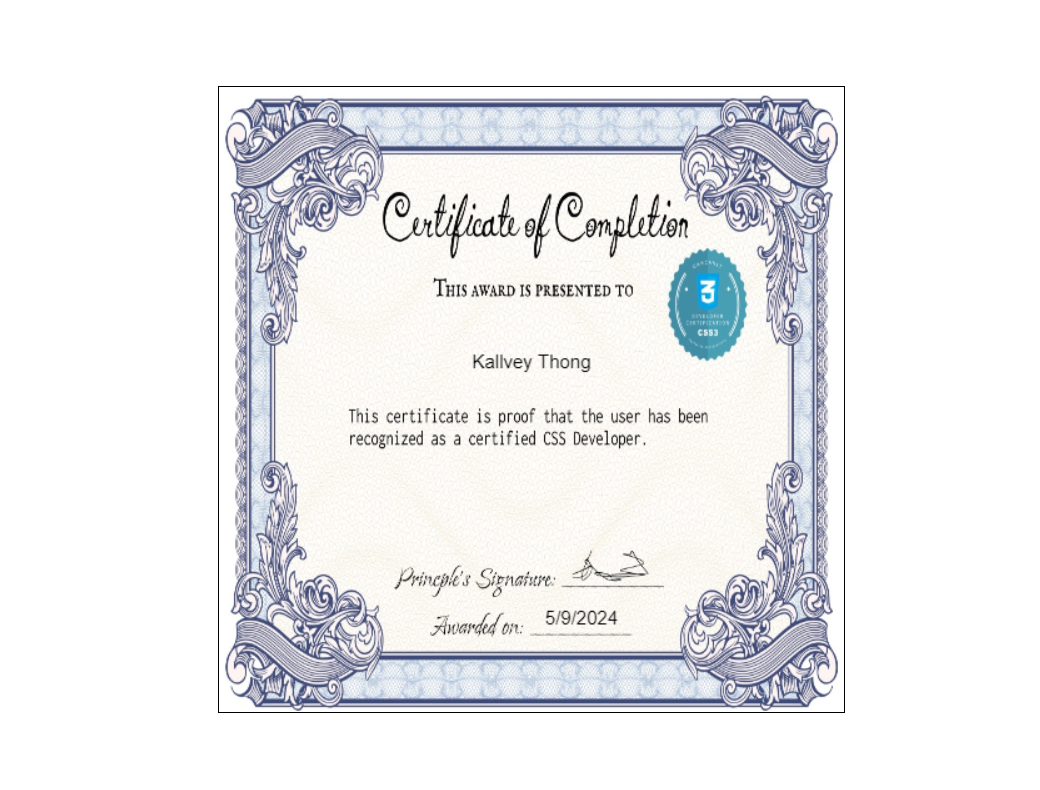 Certificate of Completion
THIS AWARD IS PRESENTED TO
3
DEVELOPER
CERTIFICATION
CSS3
Kallvey Thong
This certificate is proof that the user has been
recognized as a certified CSS Developer.
Princple's Signature:
Awarded on: 5/9/2024